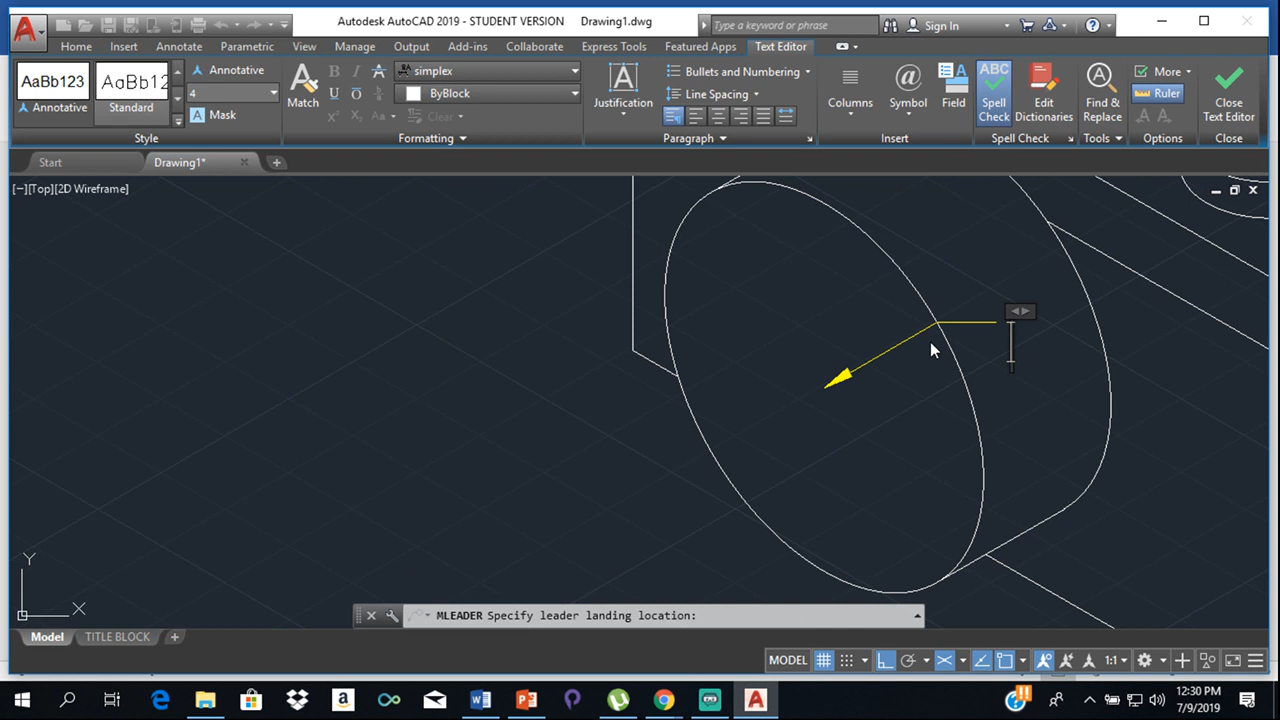 Autodesk AutoCAD 2019 - STUDENT VERSION Drawing1.dwg
Type a keyword or phrase
Sign In
Home Insert Annotate Parametric View Manage Output Add-ins Collaborate Express Tools Featured Apps Text Editor
AaBb123
Annotative
AaBb12
Standard
Annotative
4
Mask
Style
Match
B I A
U O
Aa Clear
simplex
ByBlock
Formatting
Justification
Bullets and Numbering
Line Spacing
Paragraph
Columns
@
Symbol
Field
Insert
ABC
Spell
Check
Edit
Dictionaries
Spell Check
Find &
Replace
Tools
More
Ruler
Options
Close
Text Editor
Close
Start Drawing1*
[−][Top][2D Wireframe]
Y
X
MLEADER Specify leader landing location:
Model TITLE BLOCK
MODEL
1:1
12:30 PM
7/9/2019